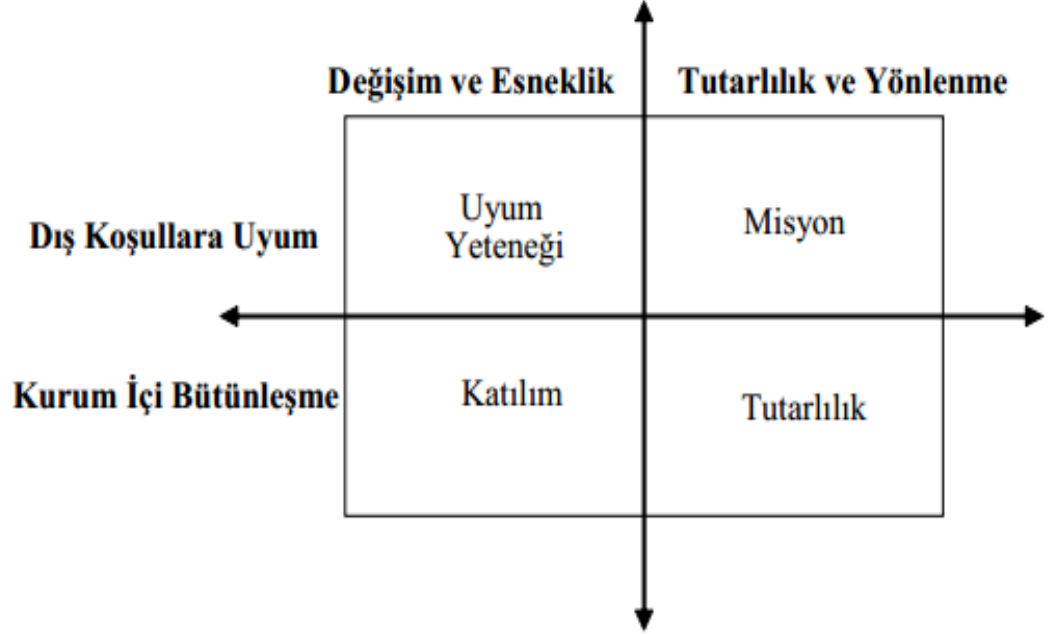 Değişim ve Esneklik
Tutarlılık ve Yönlenme
Dış Koşullara Uyum
Uyum
Yeteneği
Misyon
Kurum İçi Bütünleşme
Katılım
Tutarlılık